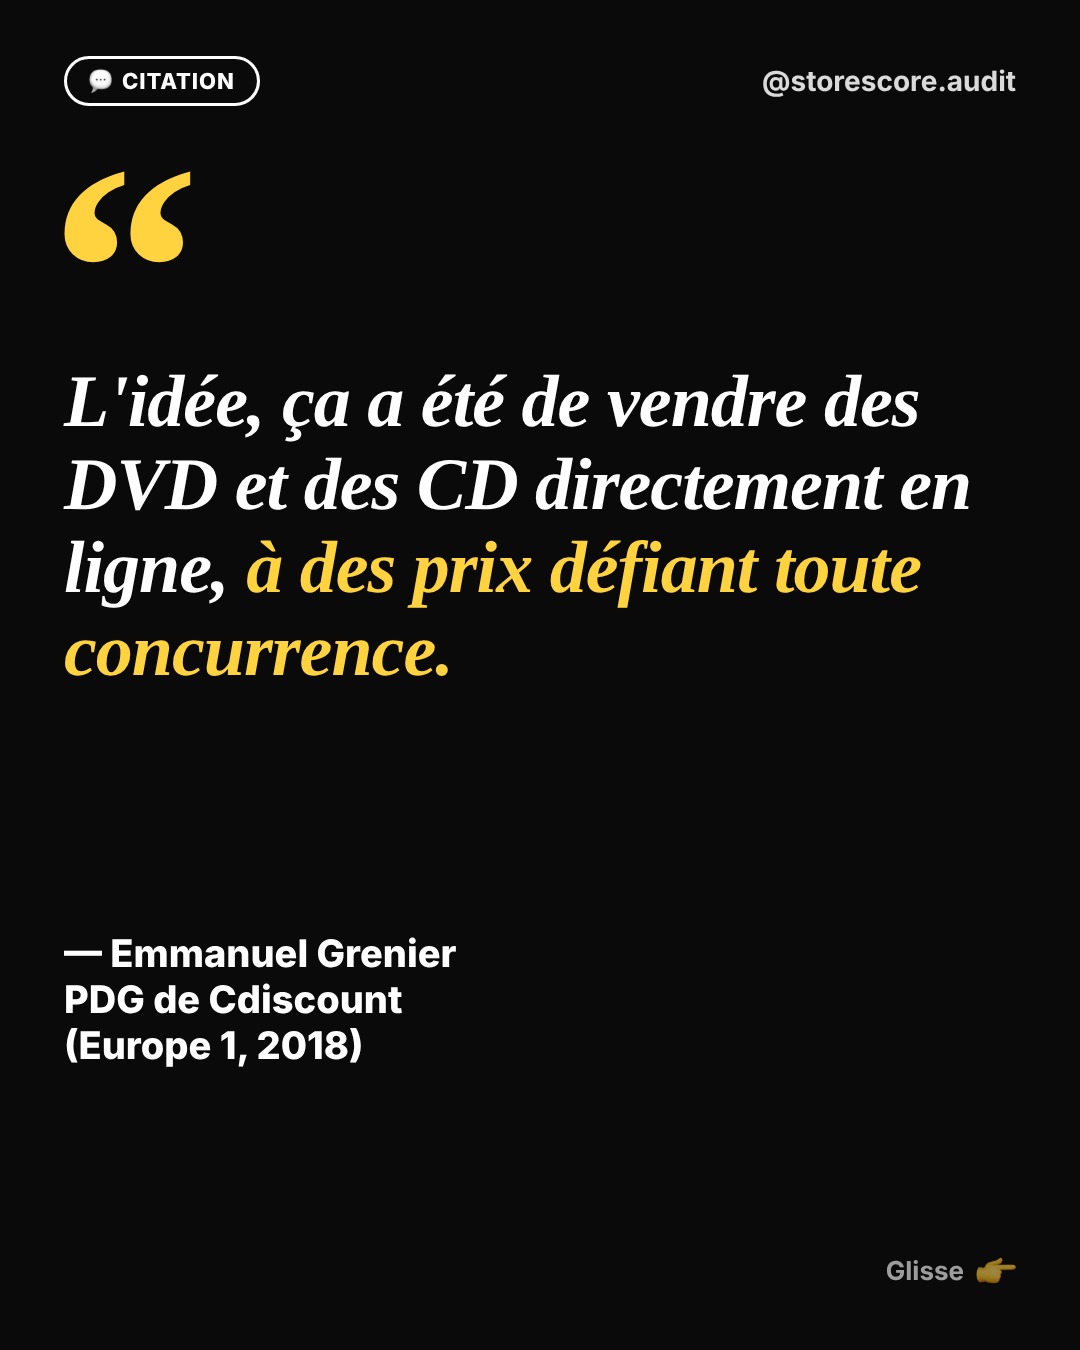 💬 CITATION
@storescore.audit
“
L'idée, ça a été de vendre des
DVD et des CD directement en
ligne, à des prix défiant toute
concurrence.
— Emmanuel Grenier
PDG de Cdiscount
(Europe 1, 2018)
Glisse 👉